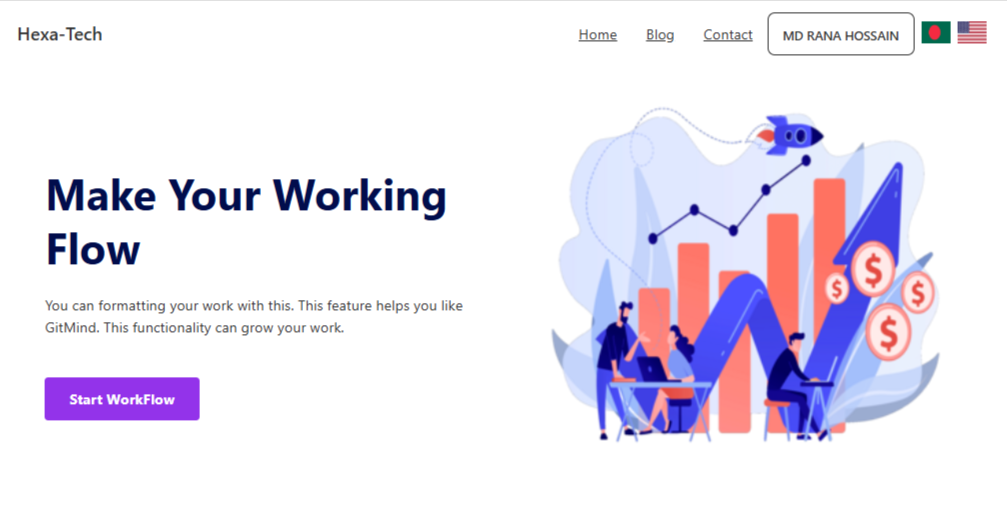 Hexa-Tech
Home Blog Contact MD RANA HOSSAIN
Make Your Working
Flow
You can formatting your work with this. This feature helps you like
GitMind. This functionality can grow your work.
Start WorkFlow
$
$
$
$